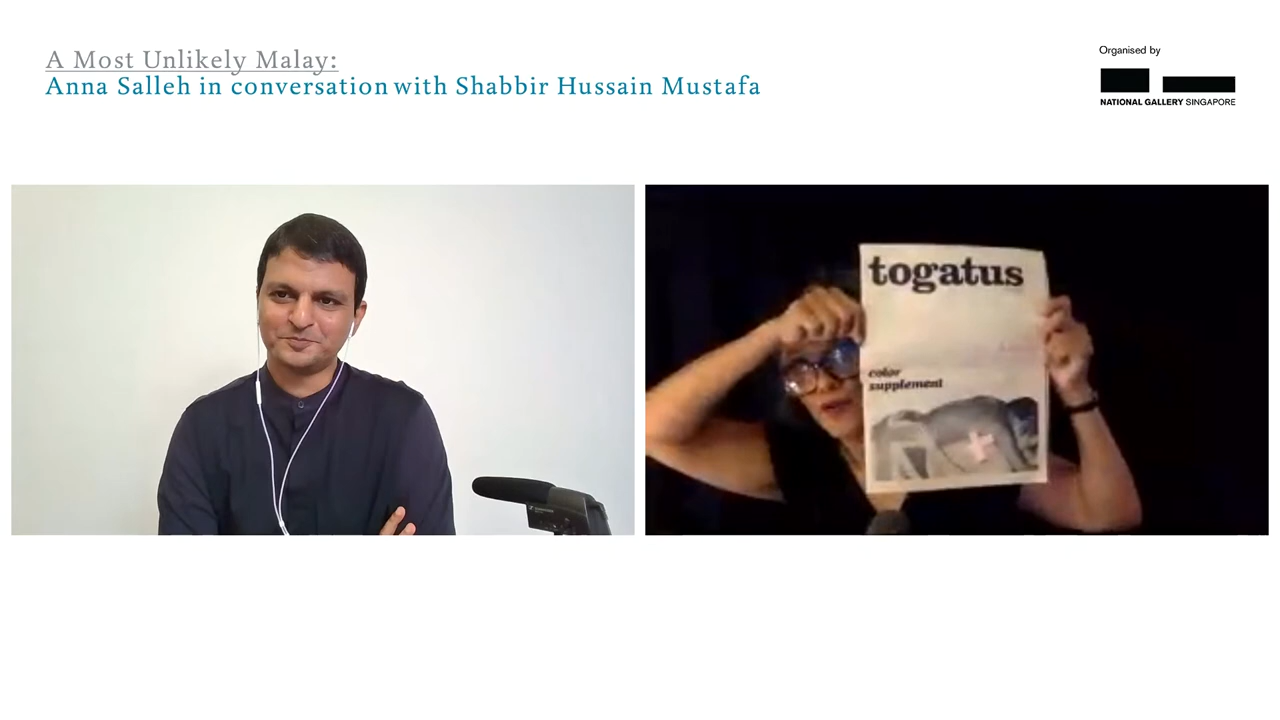 A Most Unlikely Malay:
Anna Salleh in conversation with Shabbir Hussain Mustafa
Organised by
NATIONAL GALLERY SINGAPORE
togatus
color
supplement